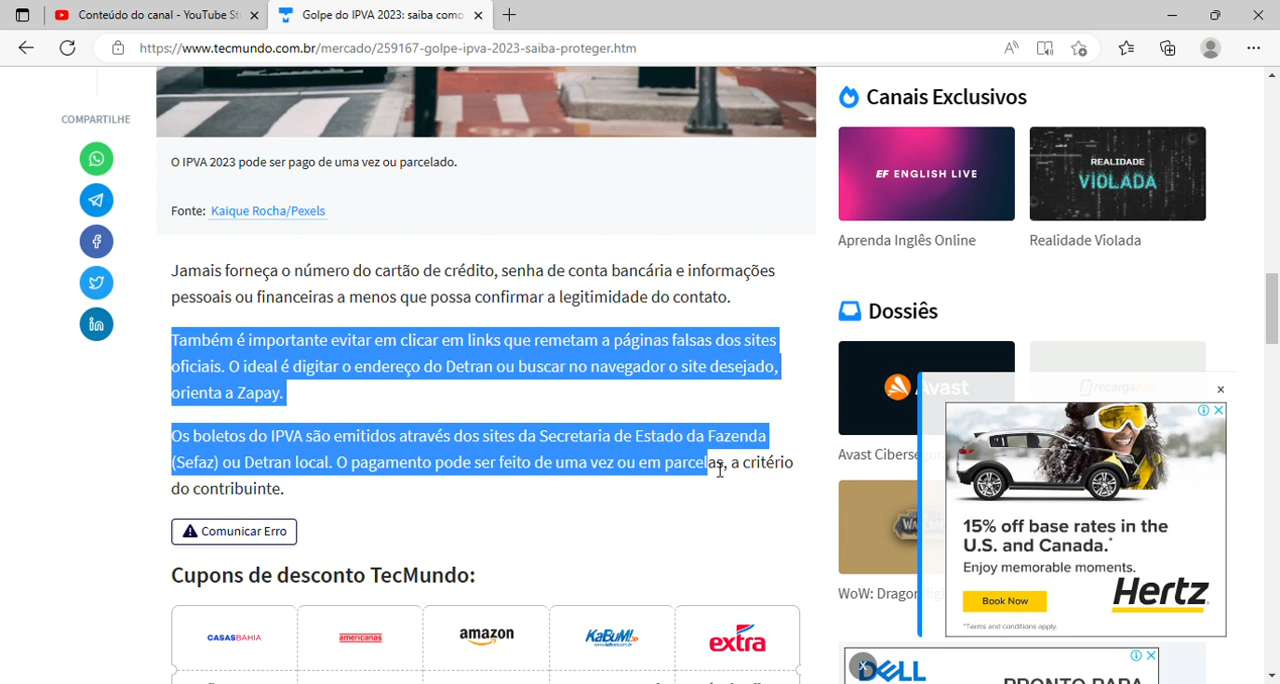 Conteúdo do canal - YouTube St
Golpe do IPVA 2023: saiba como
https://www.tecmundo.com.br/mercado/259167-golpe-ipva-2023-saiba-proteger.htm
COMPARTILHE
O IPVA 2023 pode ser pago de uma vez ou parcelado.
Fonte: Kaique Rocha/Pexels
Jamais forneça o número do cartão de crédito, senha de conta bancária e informações
pessoais ou financeiras a menos que possa confirmar a legitimidade do contato.
Também é importante evitar em clicar em links que remetam a páginas falsas dos sites
oficiais. O ideal é digitar o endereço do Detran ou buscar no navegador o site desejado,
orienta a Zapay.
Os boletos do IPVA são emitidos através dos sites da Secretaria de Estado da Fazenda
(Sefaz) ou Detran local. O pagamento pode ser feito de uma vez ou em parcelas, a critério
do contribuinte.
Comunicar Erro
Cupons de desconto TecMundo:
CASASBAHIA
americanas
amazon
KaBuM!
extra
Canais Exclusivos
EF ENGLISH LIVE
REALIDADE
VIOLADA
Aprenda Inglês Online
Realidade Violada
Dossiês
Avast
recargapay
Avast Ciberse
WoW: Dragonflig
15% off base rates in the
U.S. and Canada.*
Enjoy memorable moments.
Book Now
Hertz
*Terms and conditions apply.
DELL
PRONTO PARA